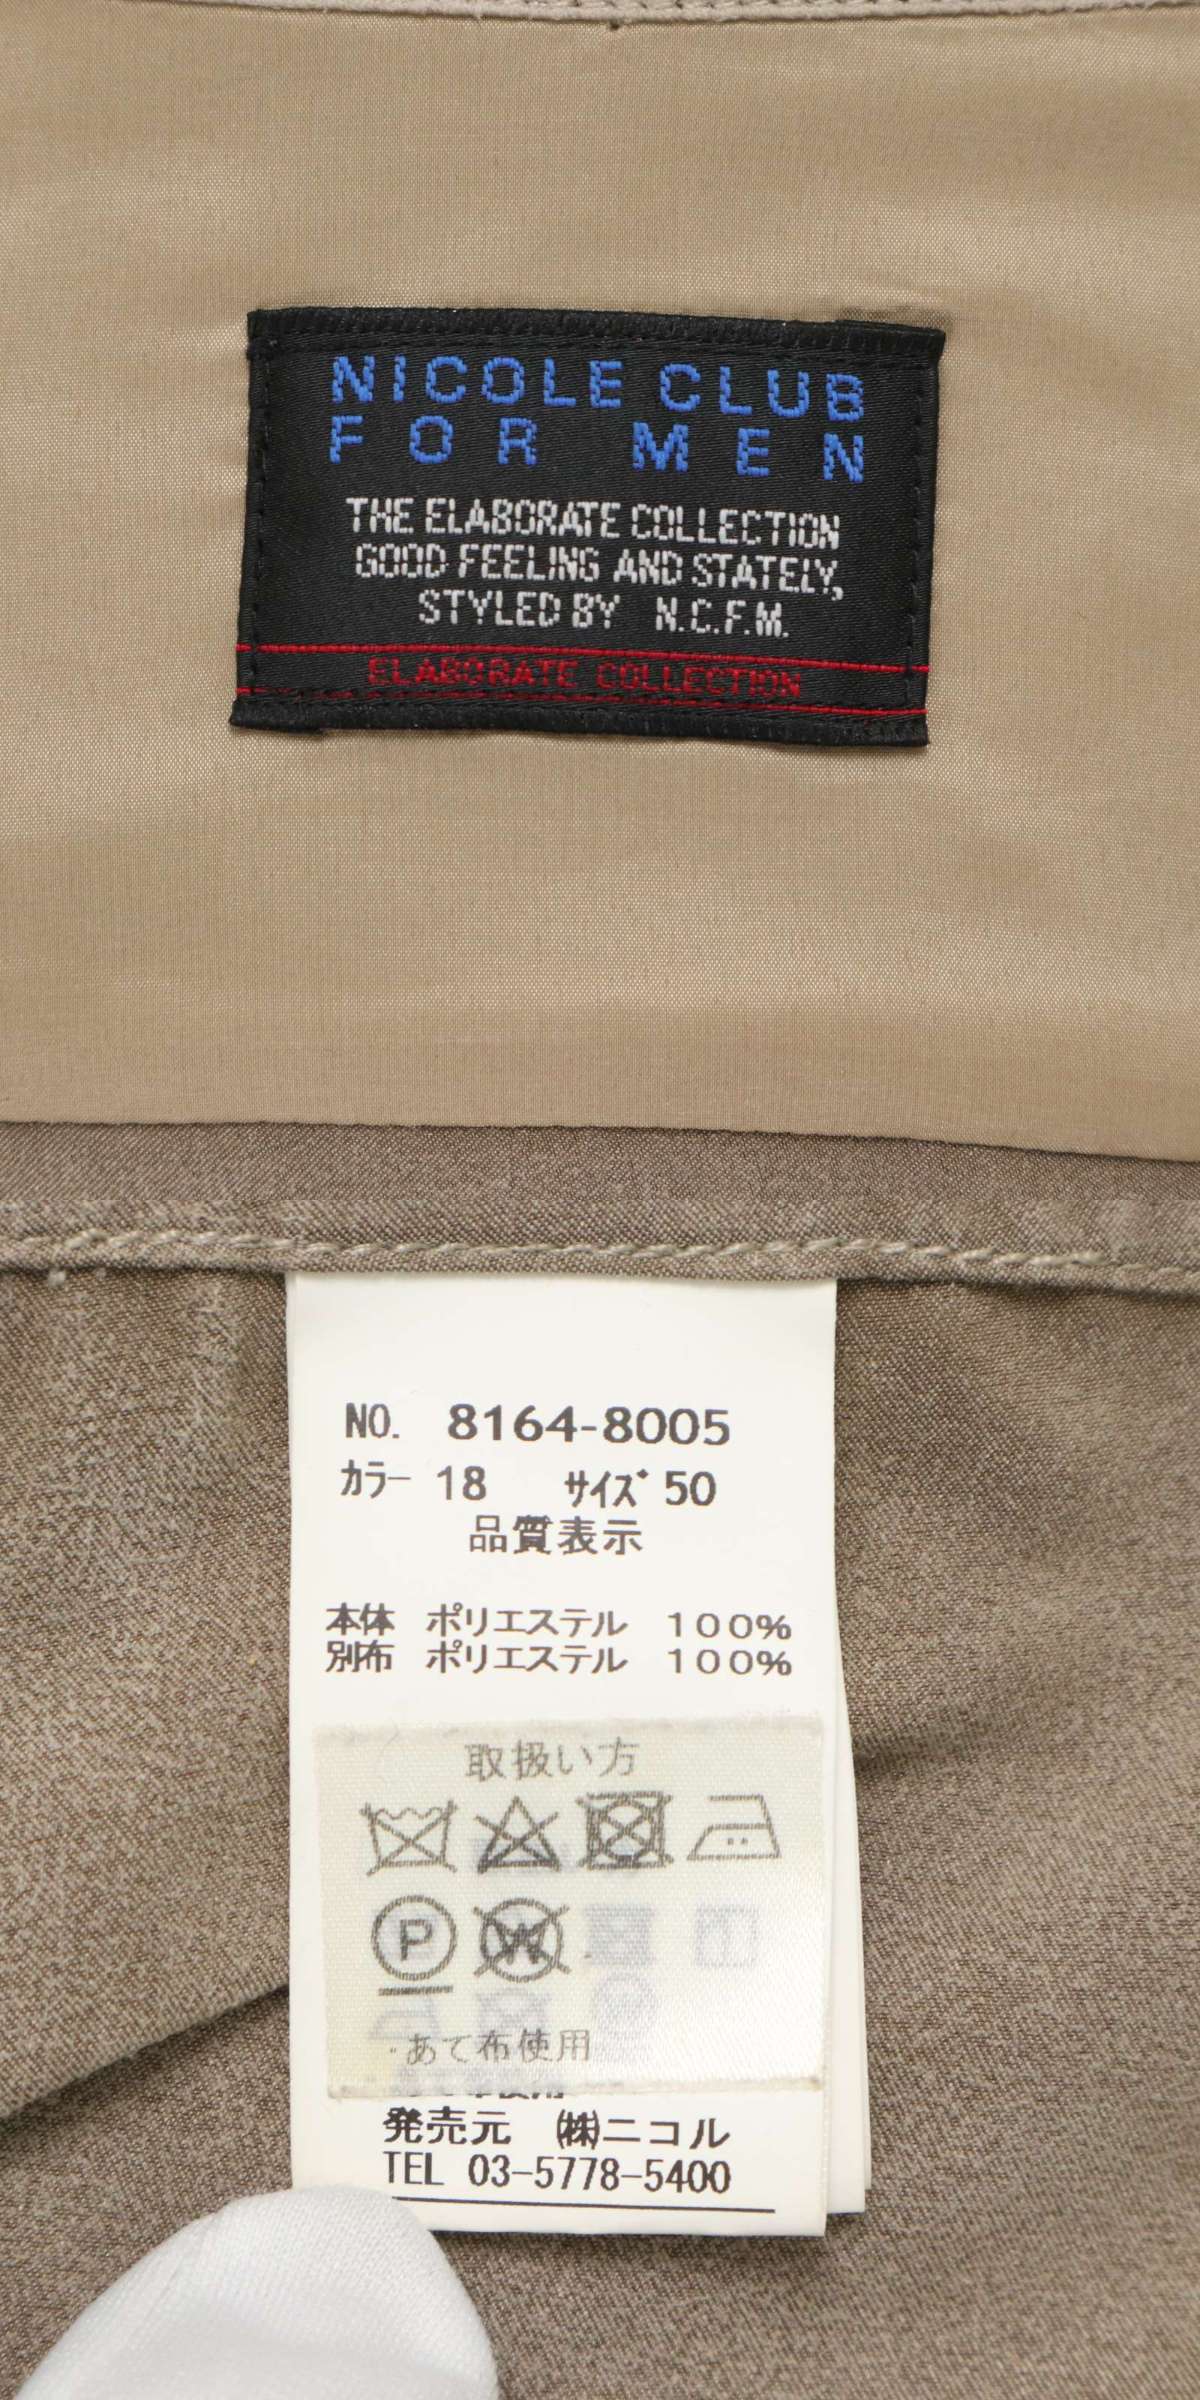 NICOLE CLUB
FOR MEN
THE ELABORATE COLLECTION
GOOD FEELING AND STATELY,
STYLED BY N.C.F.M.
ELABORATE COLLECTION
NO. 8164-8005
カラー 18 サイズ 50
品質表示
本体 ポリエステル 100%
別布 ポリエステル 100%
取扱い方
P
W
・あて布使用
発売元 ㈱ニコル
TEL 03-5778-5400